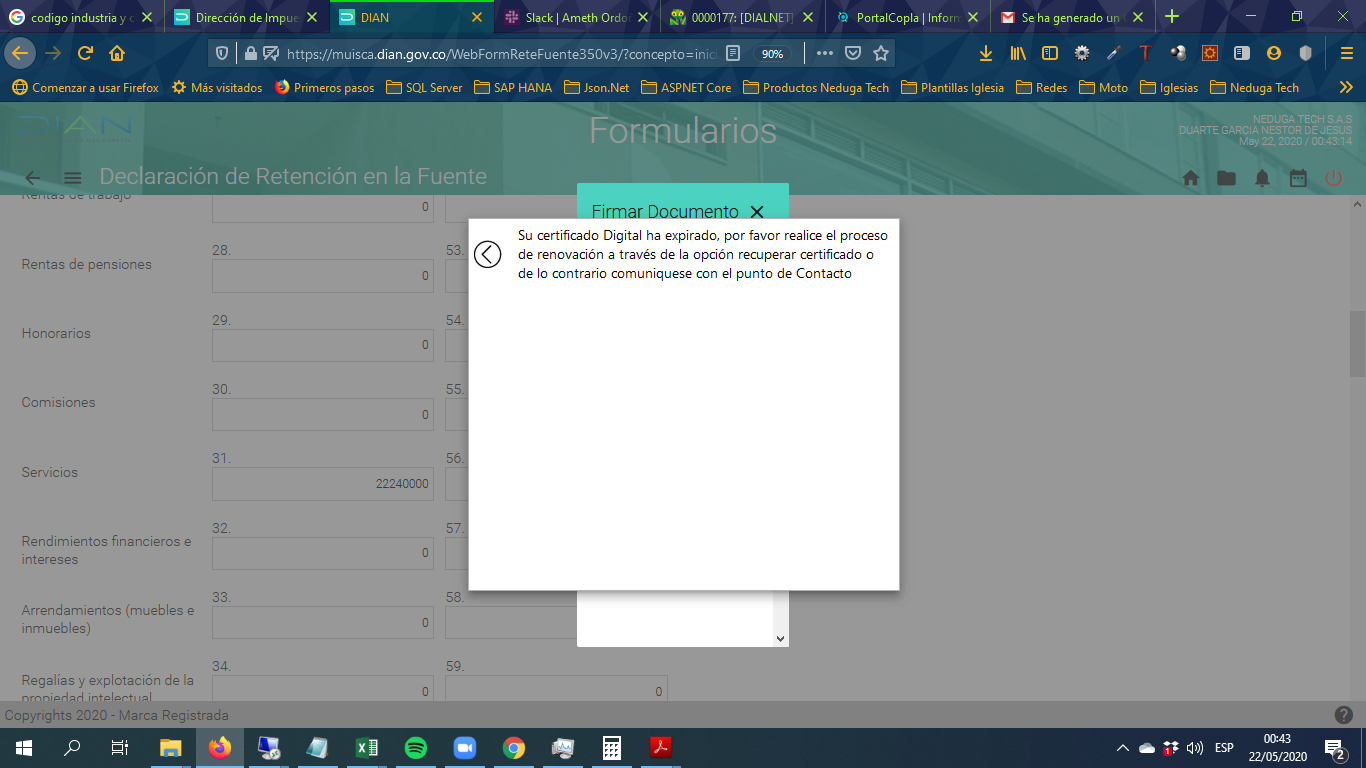 codigo industria y c
Dirección de Impue
DIAN
Slack | Ameth Ordo
0000177: [DIALNET]
PortalCopla | Inform
Se ha generado un
https://muisca.dian.gov.co/WebFormReteFuente350v3/?concepto=inic
90%
Comenzar a usar Firefox
Más visitados
Primeros pasos
SQL Server
SAP HANA
Json.Net
ASPNET Core
Productos Neduga Tech
Plantillas Iglesia
Redes
Moto
Iglesias
Neduga Tech
DIAN
Formularios
NEDUGA TECH S.A.S
DUARTE GARCIA NESTOR DE JESUS
May 22, 2020 / 00:43:14
Declaración de Retención en la Fuente
Firmar Documento
Su certificado Digital ha expirado, por favor realice el proceso
de renovación a través de la opción recuperar certificado o
de lo contrario comuniquese con el punto de Contacto
Rentas de trabajo
0
28.
53.
Rentas de pensiones
0
29.
54.
Honorarios
0
30.
55.
Comisiones
0
31.
56.
Servicios
22240000
32.
57.
Rendimientos financieros e
intereses
0
33.
58.
Arrendamientos (muebles e
inmuebles)
0
34.
59.
Regalías y explotación de la
propiedad intelectual
0
0
Copyrights 2020 - Marca Registrada
ESP
00:43
22/05/2020
2